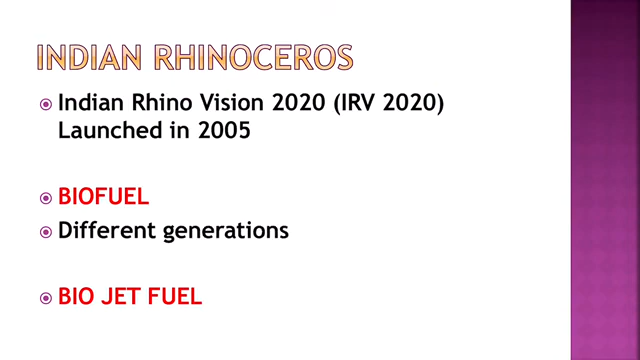 INDIAN RHINOCEROS
Indian Rhino Vision 2020 (IRV 2020)
Launched in 2005
BIOFUEL
Different generations
BIO JET FUEL